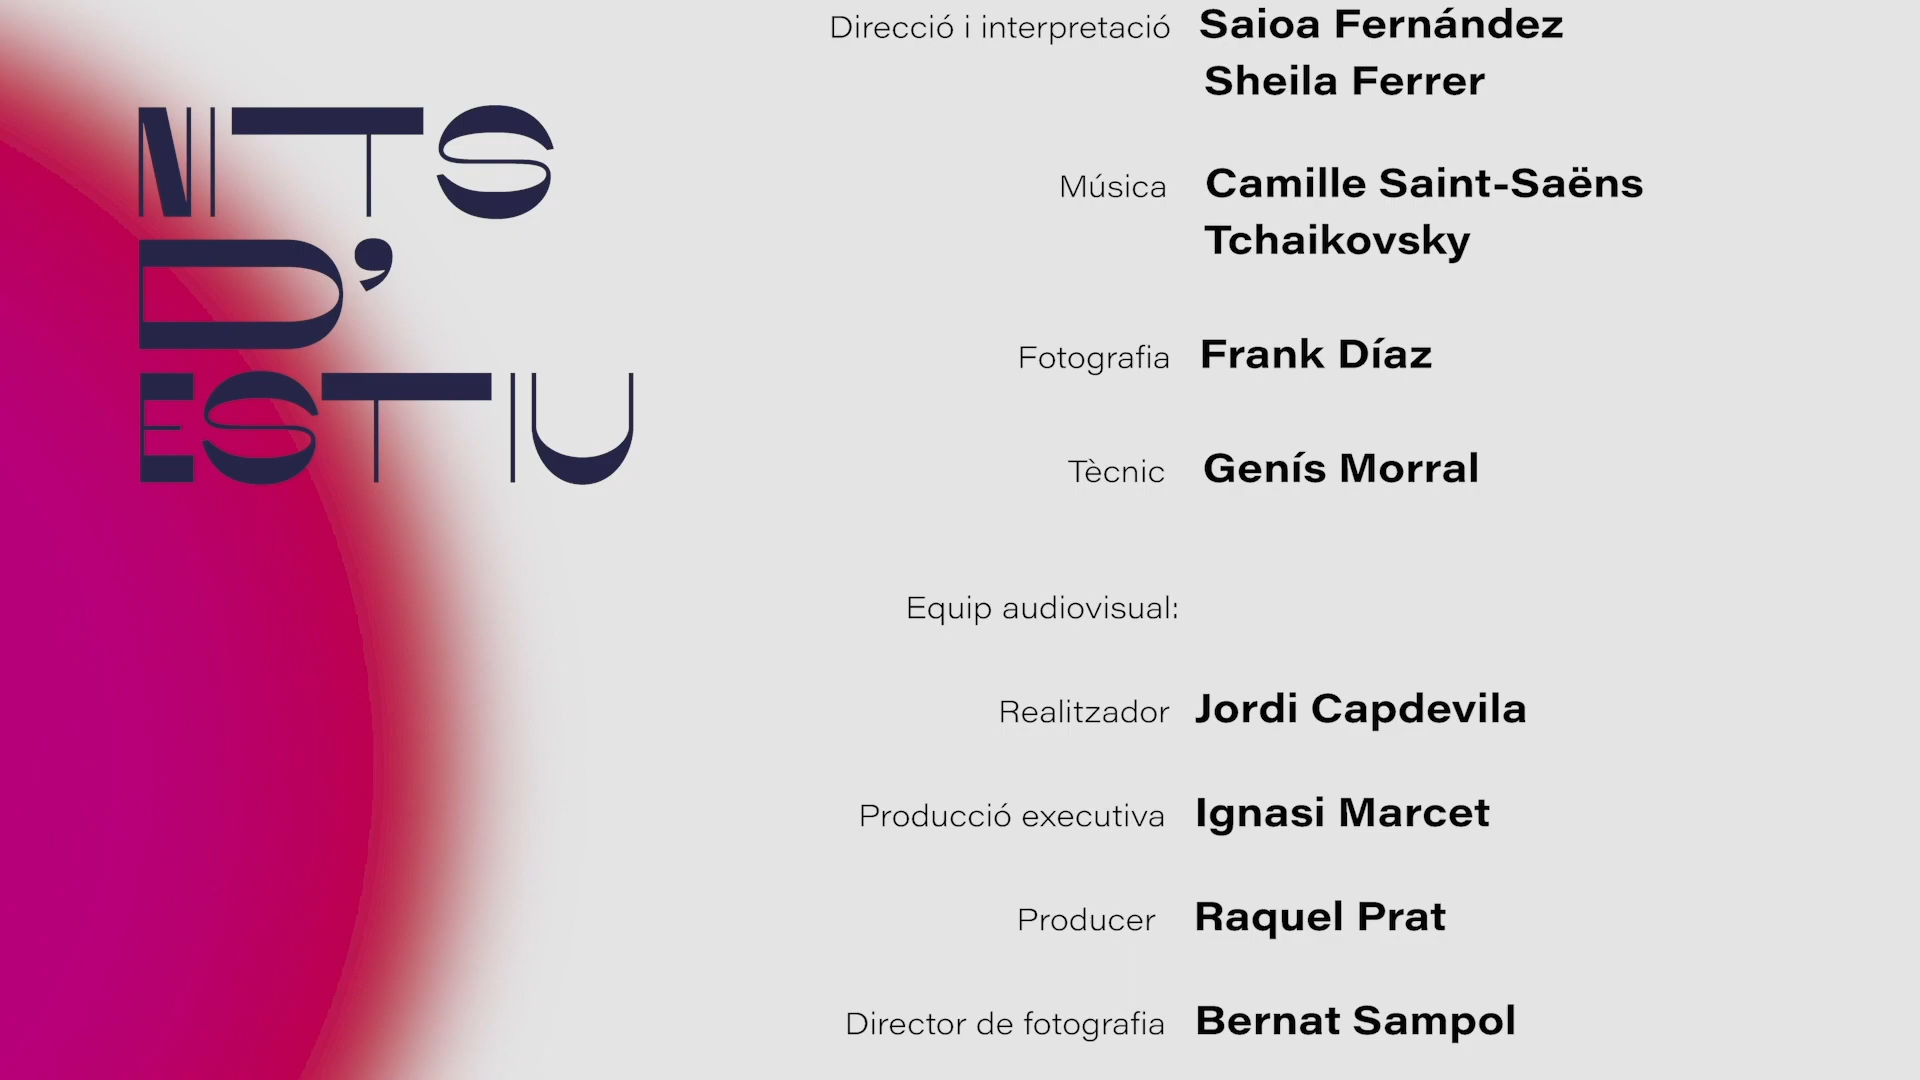 NITS
D'
ESTIU
Direcció i interpretació Saioa Fernández
Sheila Ferrer
Música Camille Saint-Saëns
Tchaikovsky
Fotografia Frank Díaz
Tècnic Genís Morral
Equip audiovisual:
Realitzador Jordi Capdevila
Producció executiva Ignasi Marcet
Producer Raquel Prat
Director de fotografia Bernat Sampol